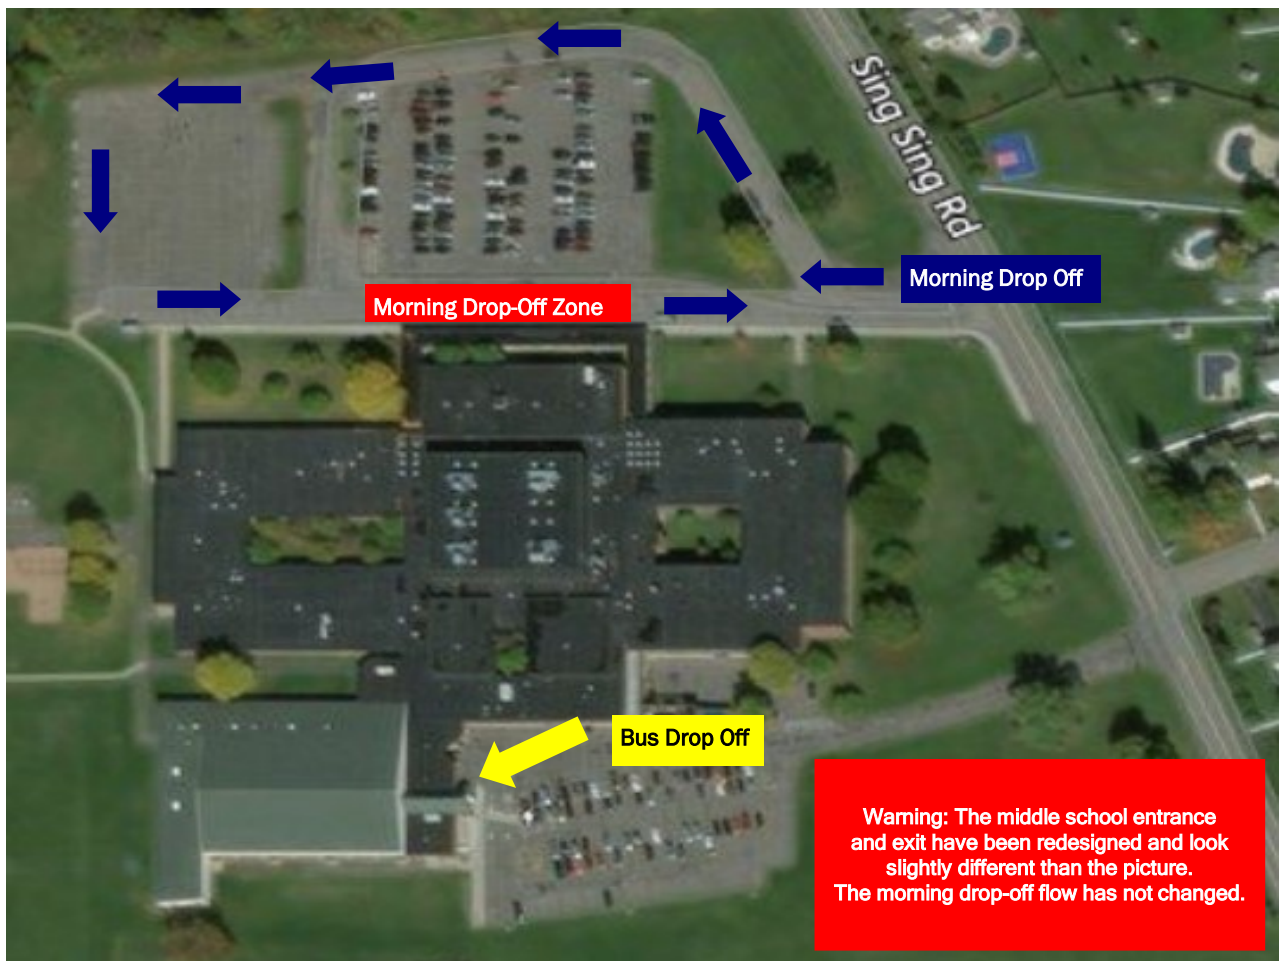 Sing Sing Rd
Morning Drop Off
Morning Drop-Off Zone
Bus Drop Off
Warning: The middle school entrance
and exit have been redesigned and look
slightly different than the picture.
The morning drop-off flow has not changed.